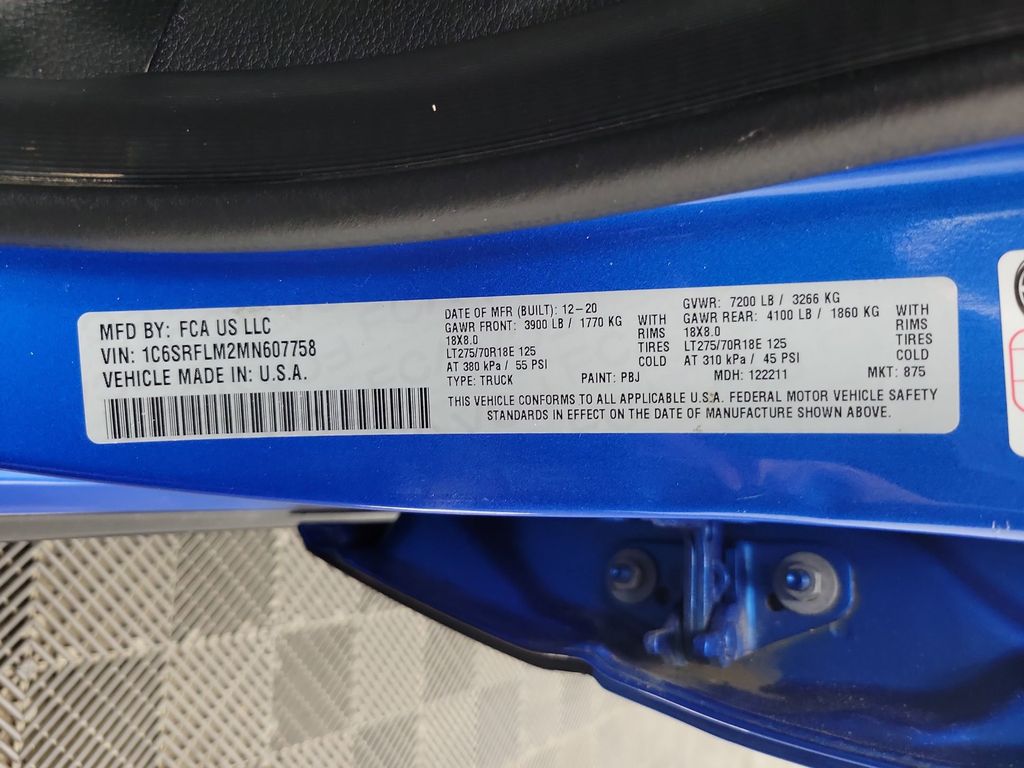 MFD BY: FCA US LLC
VIN: 1C6SRFLM2MN607758
VEHICLE MADE IN: U.S.A.
DATE OF MFR (BUILT): 12-20
GAWR FRONT: 3900 LB / 1770 KG WITH
18X8.0 RIMS
LT275/70R18E 125 TIRES
AT 380 kPa / 55 PSI COLD
TYPE: TRUCK PAINT: PBJ
GVWR: 7200 LB / 3266 KG
GAWR REAR: 4100 LB / 1860 KG WITH
18X8.0 RIMS
LT275/70R18E 125 TIRES
AT 310 kPa / 45 PSI COLD
MDH: 122211 MKT: 875
THIS VEHICLE CONFORMS TO ALL APPLICABLE U.S.A. FEDERAL MOTOR VEHICLE SAFETY
STANDARDS IN EFFECT ON THE DATE OF MANUFACTURE SHOWN ABOVE.